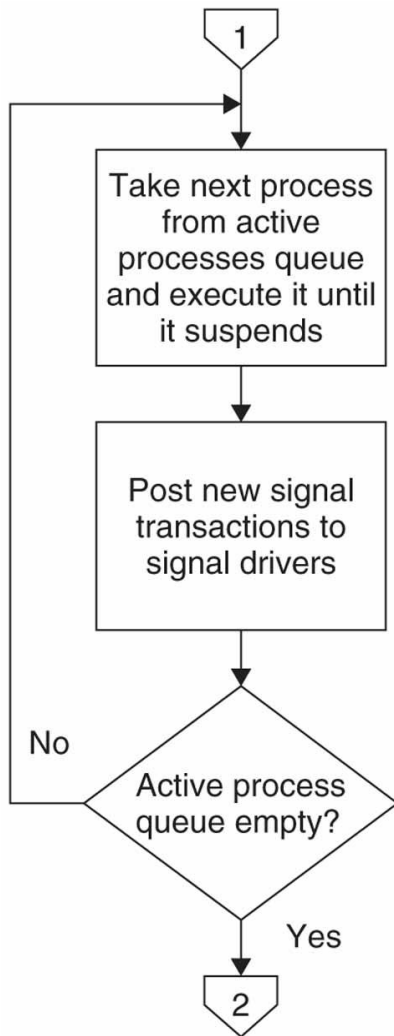 1
Take next process
from active
processes queue
and execute it until
it suspends
Post new signal
transactions to
signal drivers
No
Active process
queue empty?
Yes
2